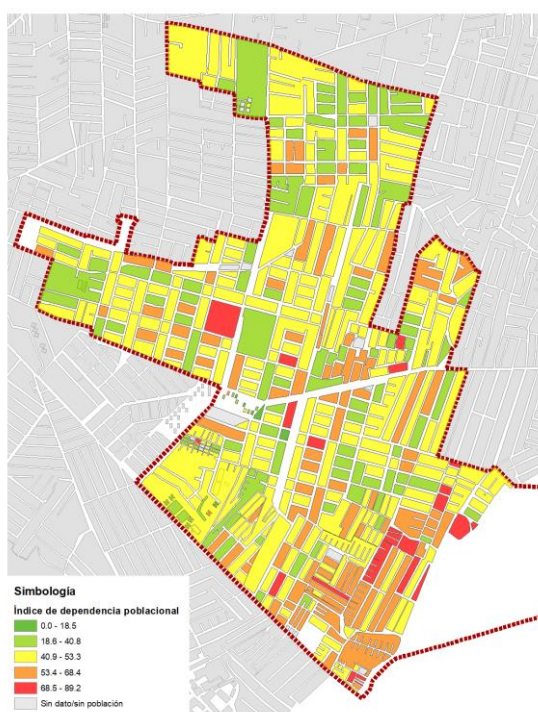 Simbología
Índice de dependencia poblacional
0.0 - 18.5
18.6 - 40.8
40.9 - 53.3
53.4 - 68.4
68.5 - 89.2
Sin dato/sin población